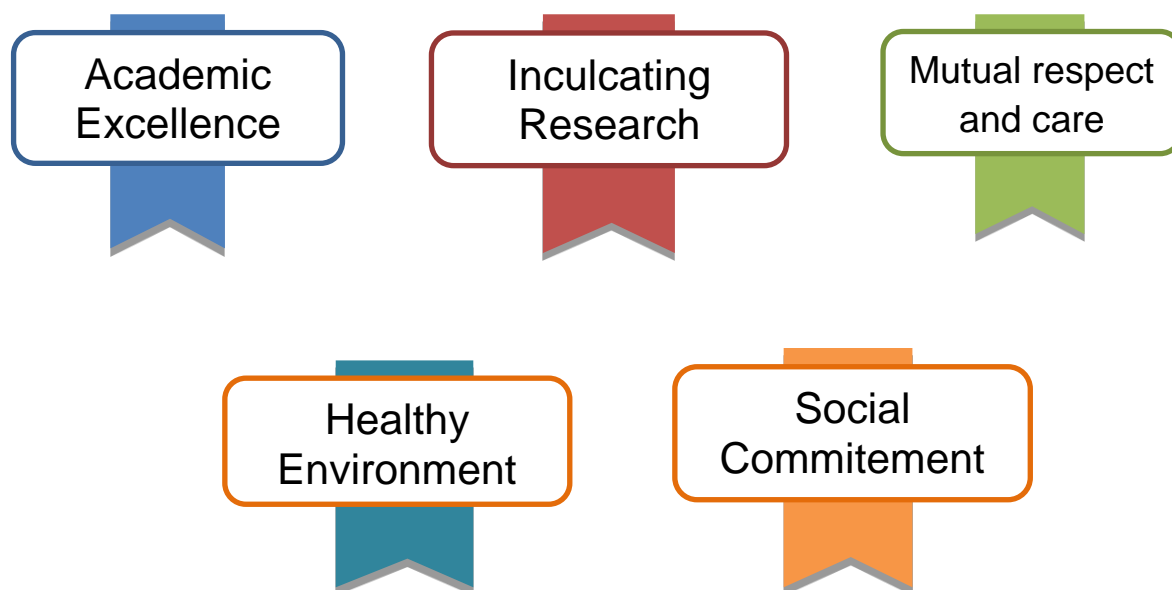 Academic
Excellence
Inculcating
Research
Mutual respect
and care
Healthy
Environment
Social
Commitement